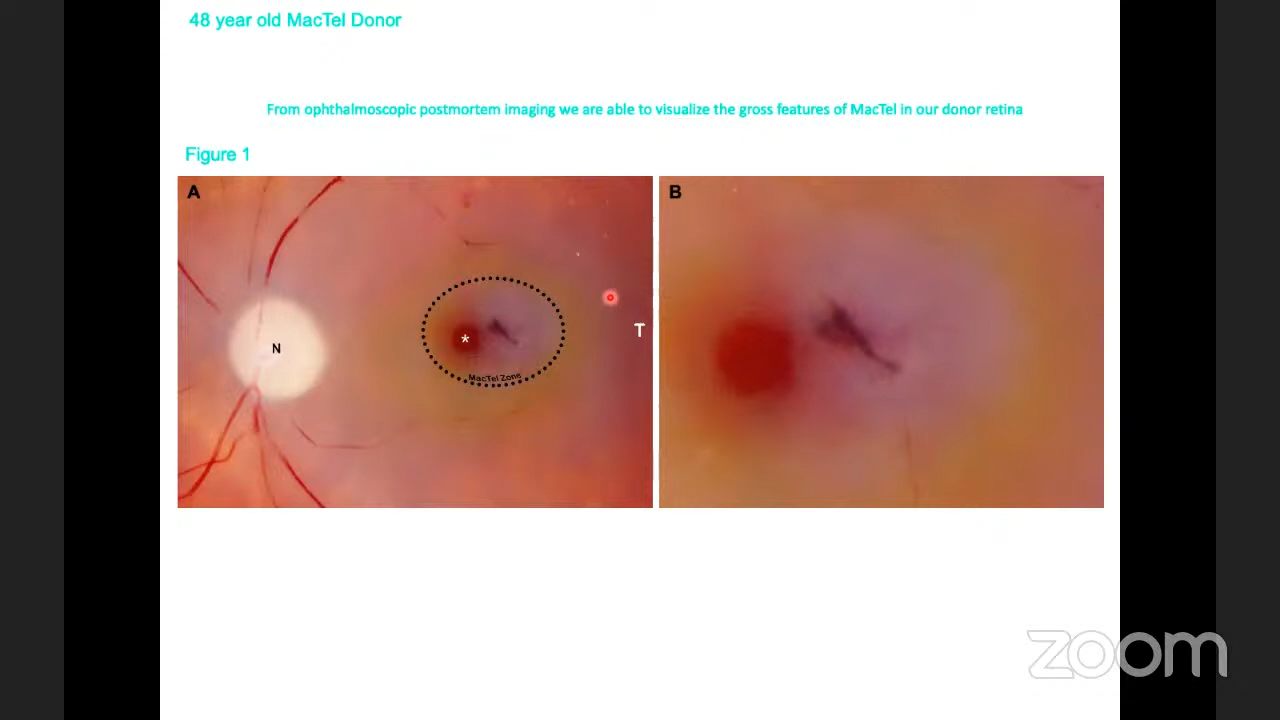 48 year old MacTel Donor
From ophthalmoscopic postmortem imaging we are able to visualize the gross features of MacTel in our donor retina
Figure 1
A
B
N
*
T
MacTel Zone
zoom